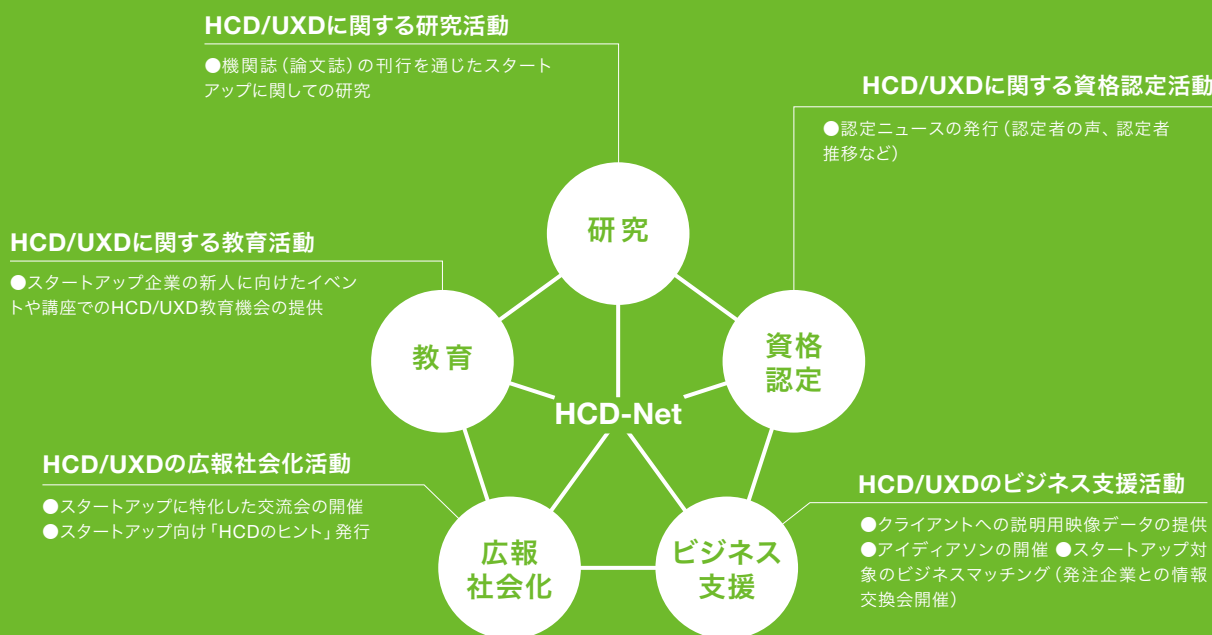 HCD/UXDに関する研究活動
●機関誌（論文誌）の刊行を通じたスタート
アップに関しての研究
HCD/UXDに関する資格認定活動
●認定ニュースの発行（認定者の声、認定者
推移など）
研究
HCD/UXDに関する教育活動
●スタートアップ企業の新人に向けたイベン
トや講座でのHCD/UXD教育機会の提供
教育
資格
認定
HCD-Net
HCD/UXDの広報社会化活動
●スタートアップに特化した交流会の開催
●スタートアップ向け「HCDのヒント」発行
広報
社会化
ビジネス
支援
HCD/UXDのビジネス支援活動
●クライアントへの説明用映像データの提供
●アイディアソンの開催 ●スタートアップ対
象のビジネスマッチング（発注企業との情報
交換会開催）